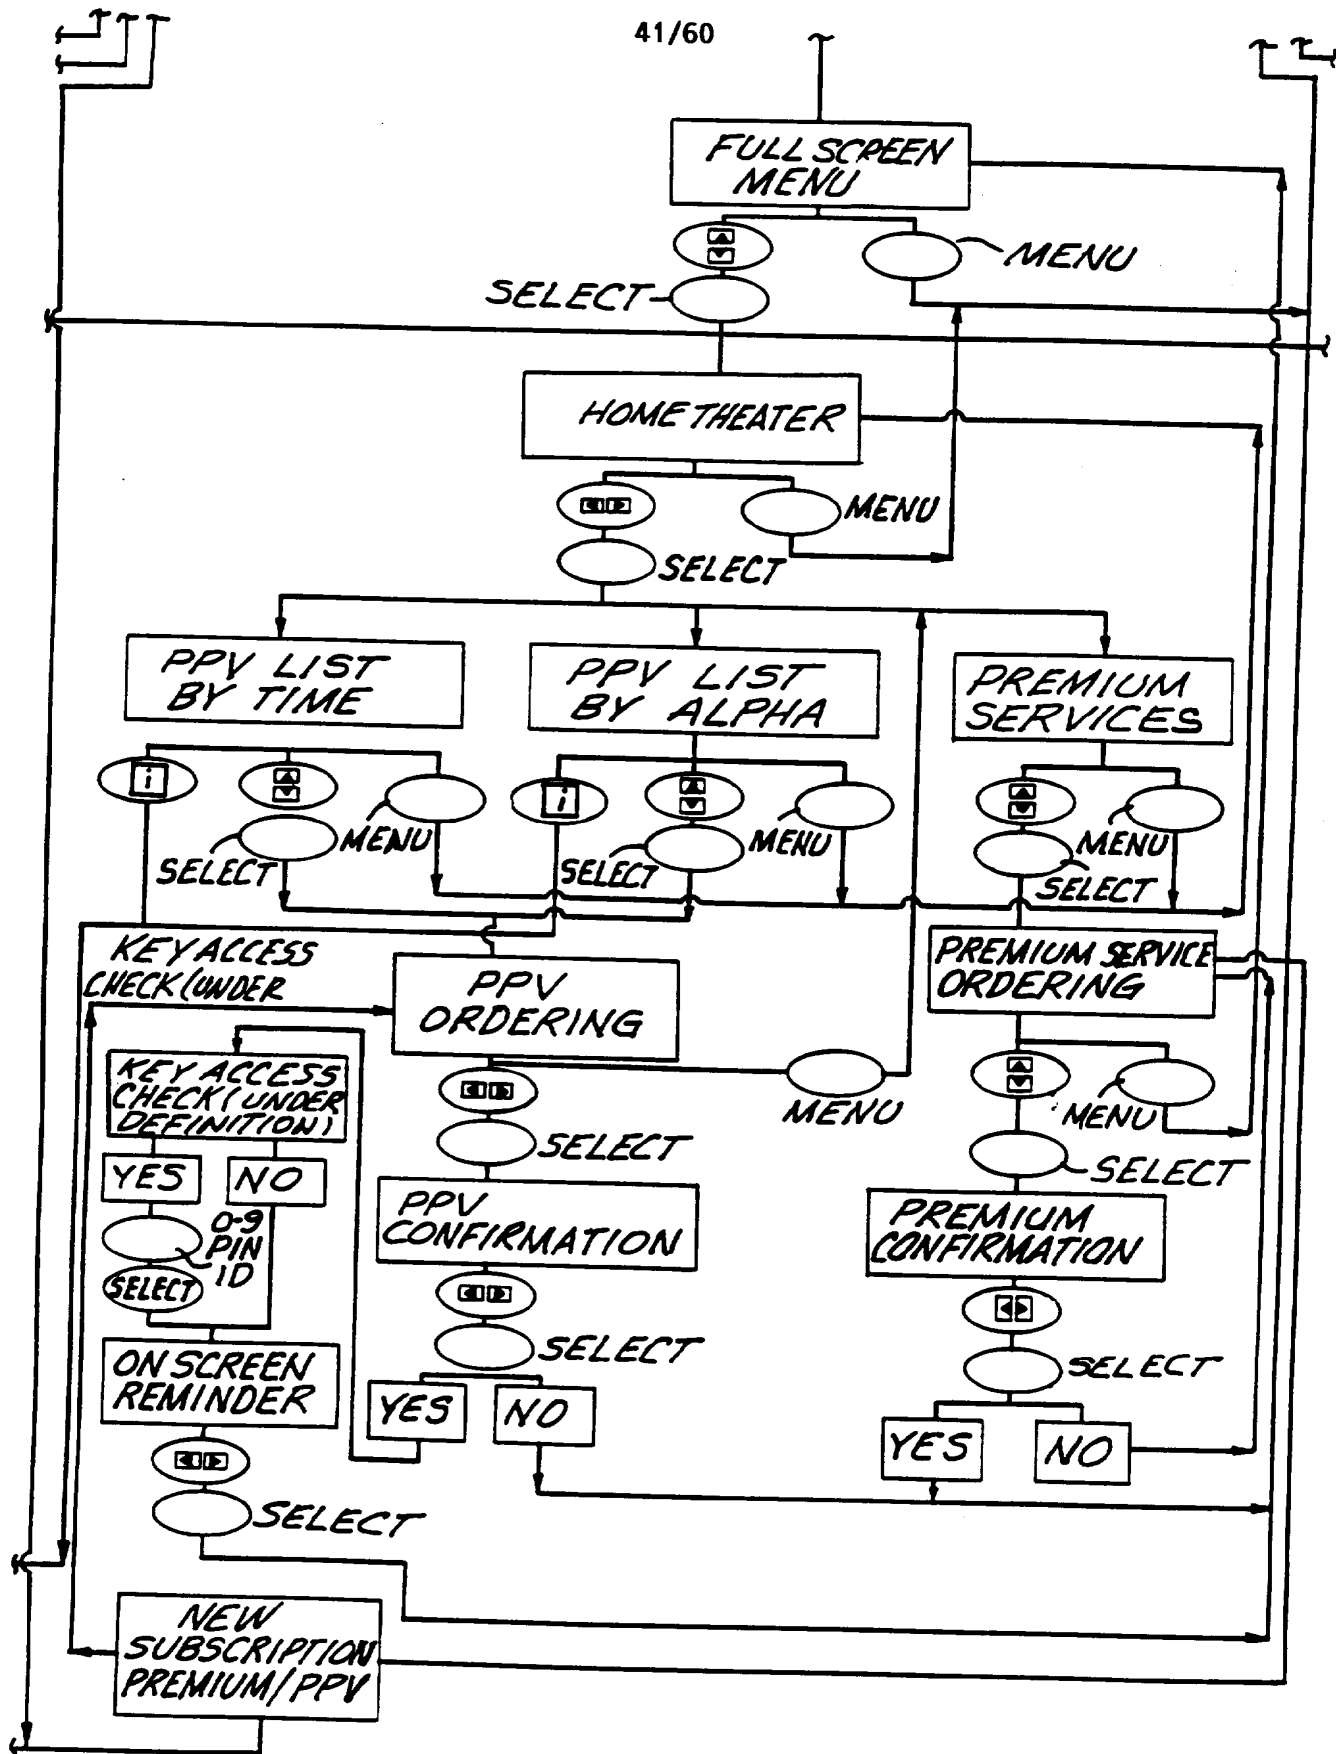 41/60
FULL SCREEN
MENU
MENU
SELECT
HOME THEATER
MENU
SELECT
PPV LIST
BY TIME
PPV LIST
BY ALPHA
PREMIUM
SERVICES
i
MENU
SELECT
i
MENU
SELECT
MENU
SELECT
KEY ACCESS
CHECK (UNDER
PPV
ORDERING
PREMIUM SERVICE
ORDERING
KEY ACCESS
CHECK (UNDER
DEFINITION)
MENU
MENU
SELECT
SELECT
YES
NO
0-9
PIN
ID
SELECT
PPV
CONFIRMATION
PREMIUM
CONFIRMATION
SELECT
SELECT
ON SCREEN
REMINDER
YES
NO
YES
NO
SELECT
NEW
SUBSCRIPTION
PREMIUM/PPV